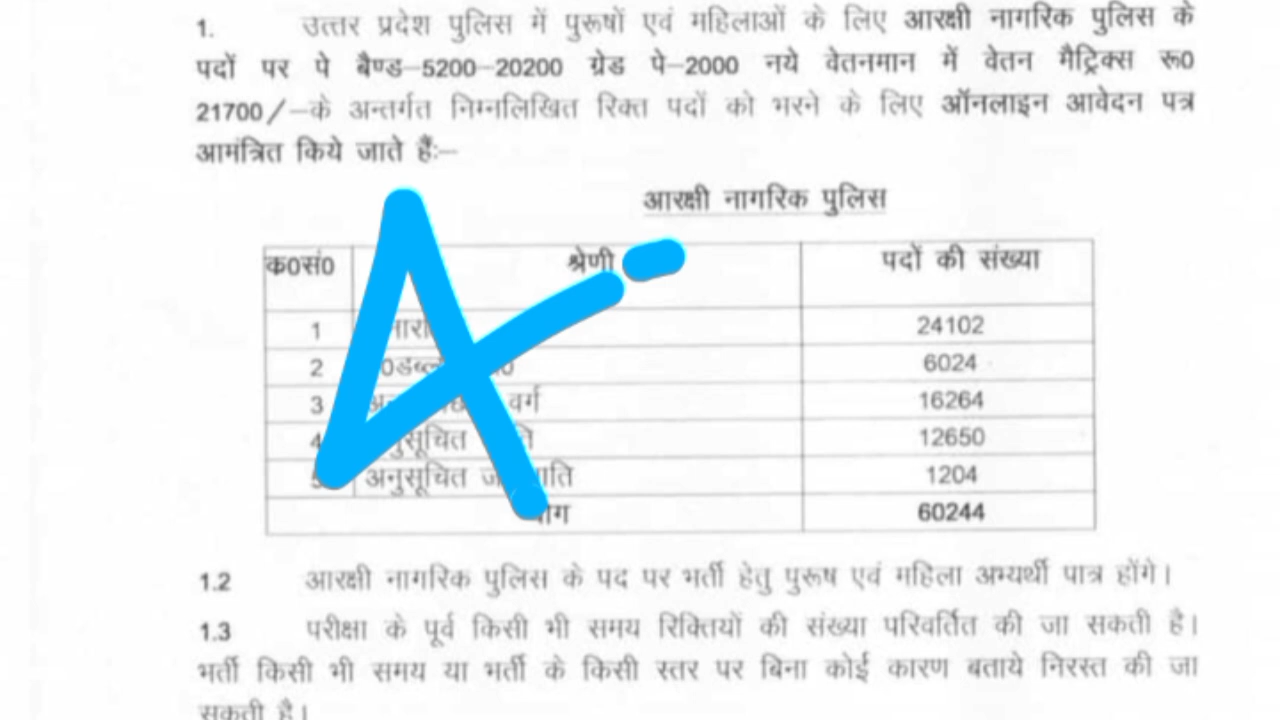 1. उत्तर प्रदेश पुलिस में पुरूषों एवं महिलाओं के लिए आरक्षी नागरिक पुलिस के
पदों पर पे बैण्ड–5200–20200 ग्रेड पे–2000 नये वेतनमान में वेतन मैट्रिक्स रू0
21700/–के अन्तर्गत निम्नलिखित रिक्त पदों को भरने के लिए ऑनलाइन आवेदन पत्र
आमंत्रित किये जाते हैंः–
आरक्षी नागरिक पुलिस
क0सं0 श्रेणी पदों की संख्या
1 24102
2 6024
3 वर्ग 16264
12650
अनुसूचित 1204
60244
1.2 आरक्षी नागरिक पुलिस के पद पर भर्ती हेतु पुरूष एवं महिला अभ्यर्थी पात्र होंगे।
1.3 परीक्षा के पूर्व किसी भी समय रिक्तियों की संख्या परिवर्तित की जा सकती है।
भर्ती किसी भी समय या भर्ती के किसी स्तर पर बिना कोई कारण बताये निरस्त की जा
सकती है।